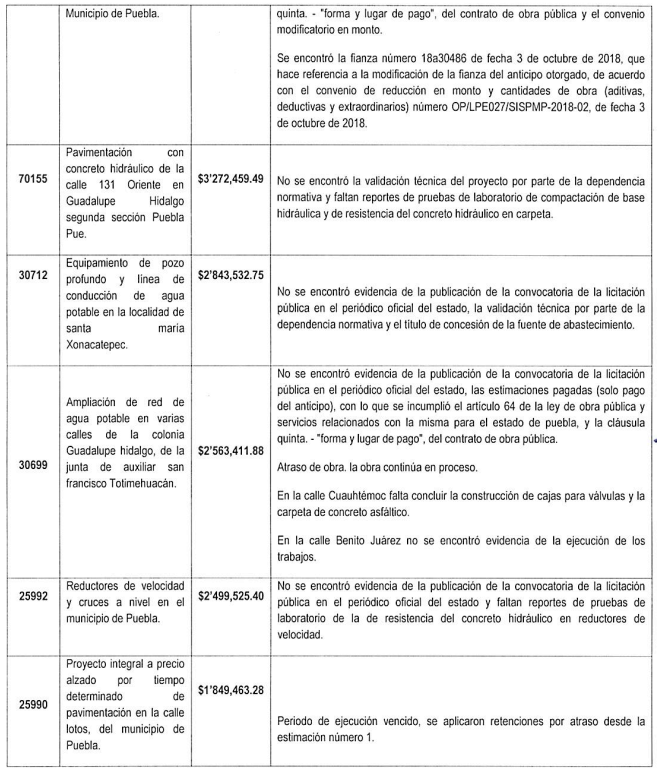 Municipio de Puebla.
quinta. - "forma y lugar de pago", del contrato de obra pública y el convenio
modificatorio en monto.
Se encontró la fianza número 18a30486 de fecha 3 de octubre de 2018, que
hace referencia a la modificación de la fianza del anticipo otorgado, de acuerdo
con el convenio de reducción en monto y cantidades de obra (aditivas,
deductivas y extraordinarios) número OP/LPE027/SISPMP-2018-02, de fecha 3
de octubre de 2018.
70155
Pavimentación con
concreto hidráulico de la
calle 131 Oriente en
Guadalupe Hidalgo
segunda sección Puebla
Pue.
$3'272,459.49
No se encontró la validación técnica del proyecto por parte de la dependencia
normativa y faltan reportes de pruebas de laboratorio de compactación de base
hidráulica y de resistencia del concreto hidráulico en carpeta.
30712
Equipamiento de pozo
profundo y línea de
conducción de agua
potable en la localidad de
santa maría
Xonacatepec.
$2'843,532.75
No se encontró evidencia de la publicación de la convocatoria de la licitación
pública en el periódico oficial del estado, la validación técnica por parte de la
dependencia normativa y el título de concesión de la fuente de abastecimiento.
30699
Ampliación de red de
agua potable en varias
calles de la colonia
Guadalupe hidalgo, de la
junta de auxiliar san
francisco Totimehuacán.
$2'563,411.88
No se encontró evidencia de la publicación de la convocatoria de la licitación
pública en el periódico oficial del estado, las estimaciones pagadas (solo pago
del anticipo), con lo que se incumplió el artículo 64 de la ley de obra pública y
servicios relacionados con la misma para el estado de puebla, y la cláusula
quinta. - "forma y lugar de pago", del contrato de obra pública.
Atraso de obra. la obra continúa en proceso.
En la calle Cuauhtémoc falta concluir la construcción de cajas para válvulas y la
carpeta de concreto asfáltico.
En la calle Benito Juárez no se encontró evidencia de la ejecución de los
trabajos.
25992
Reductores de velocidad
y cruces a nivel en el
municipio de Puebla.
$2'499,525.40
No se encontró evidencia de la publicación de la convocatoria de la licitación
pública en el periódico oficial del estado y faltan reportes de pruebas de
laboratorio de la de resistencia del concreto hidráulico en reductores de
velocidad.
25990
Proyecto integral a precio
alzado por tiempo
determinado de
pavimentación en la calle
lotos, del municipio de
Puebla.
$1'849,463.28
Periodo de ejecución vencido, se aplicaron retenciones por atraso desde la
estimación número 1.